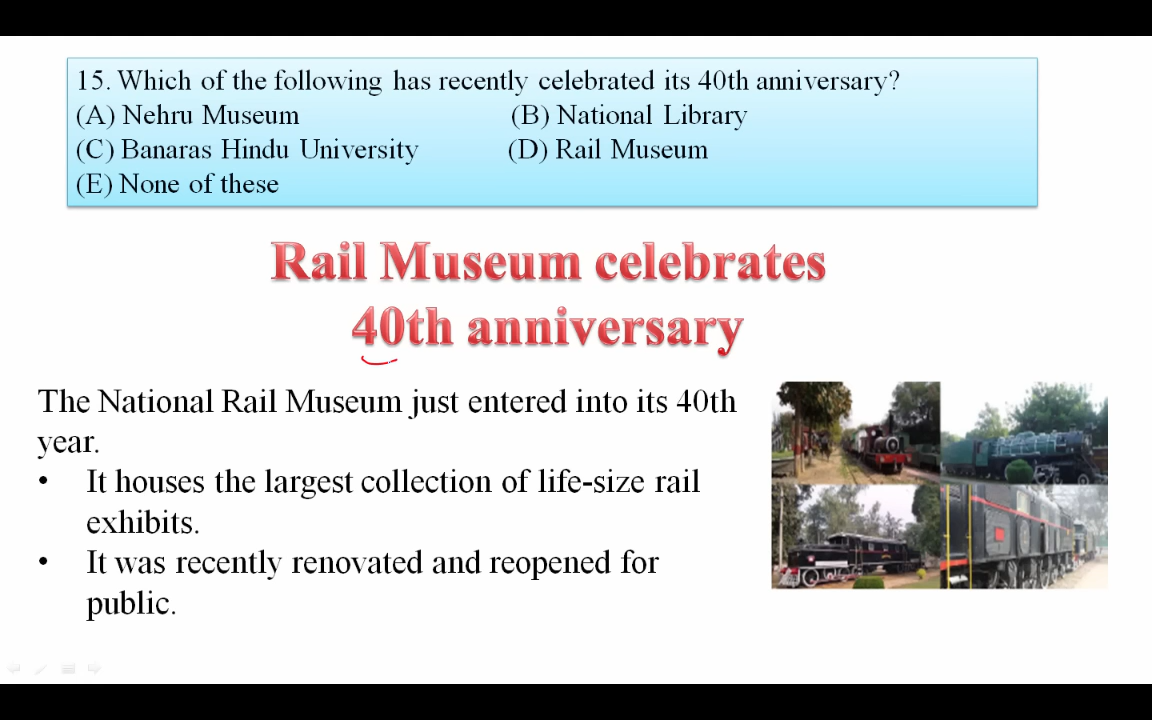 15. Which of the following has recently celebrated its 40th anniversary?
(A) Nehru Museum (B) National Library
(C) Banaras Hindu University (D) Rail Museum
(E) None of these
Rail Museum celebrates
40th anniversary
The National Rail Museum just entered into its 40th
year.
• It houses the largest collection of life-size rail
exhibits.
• It was recently renovated and reopened for
public.